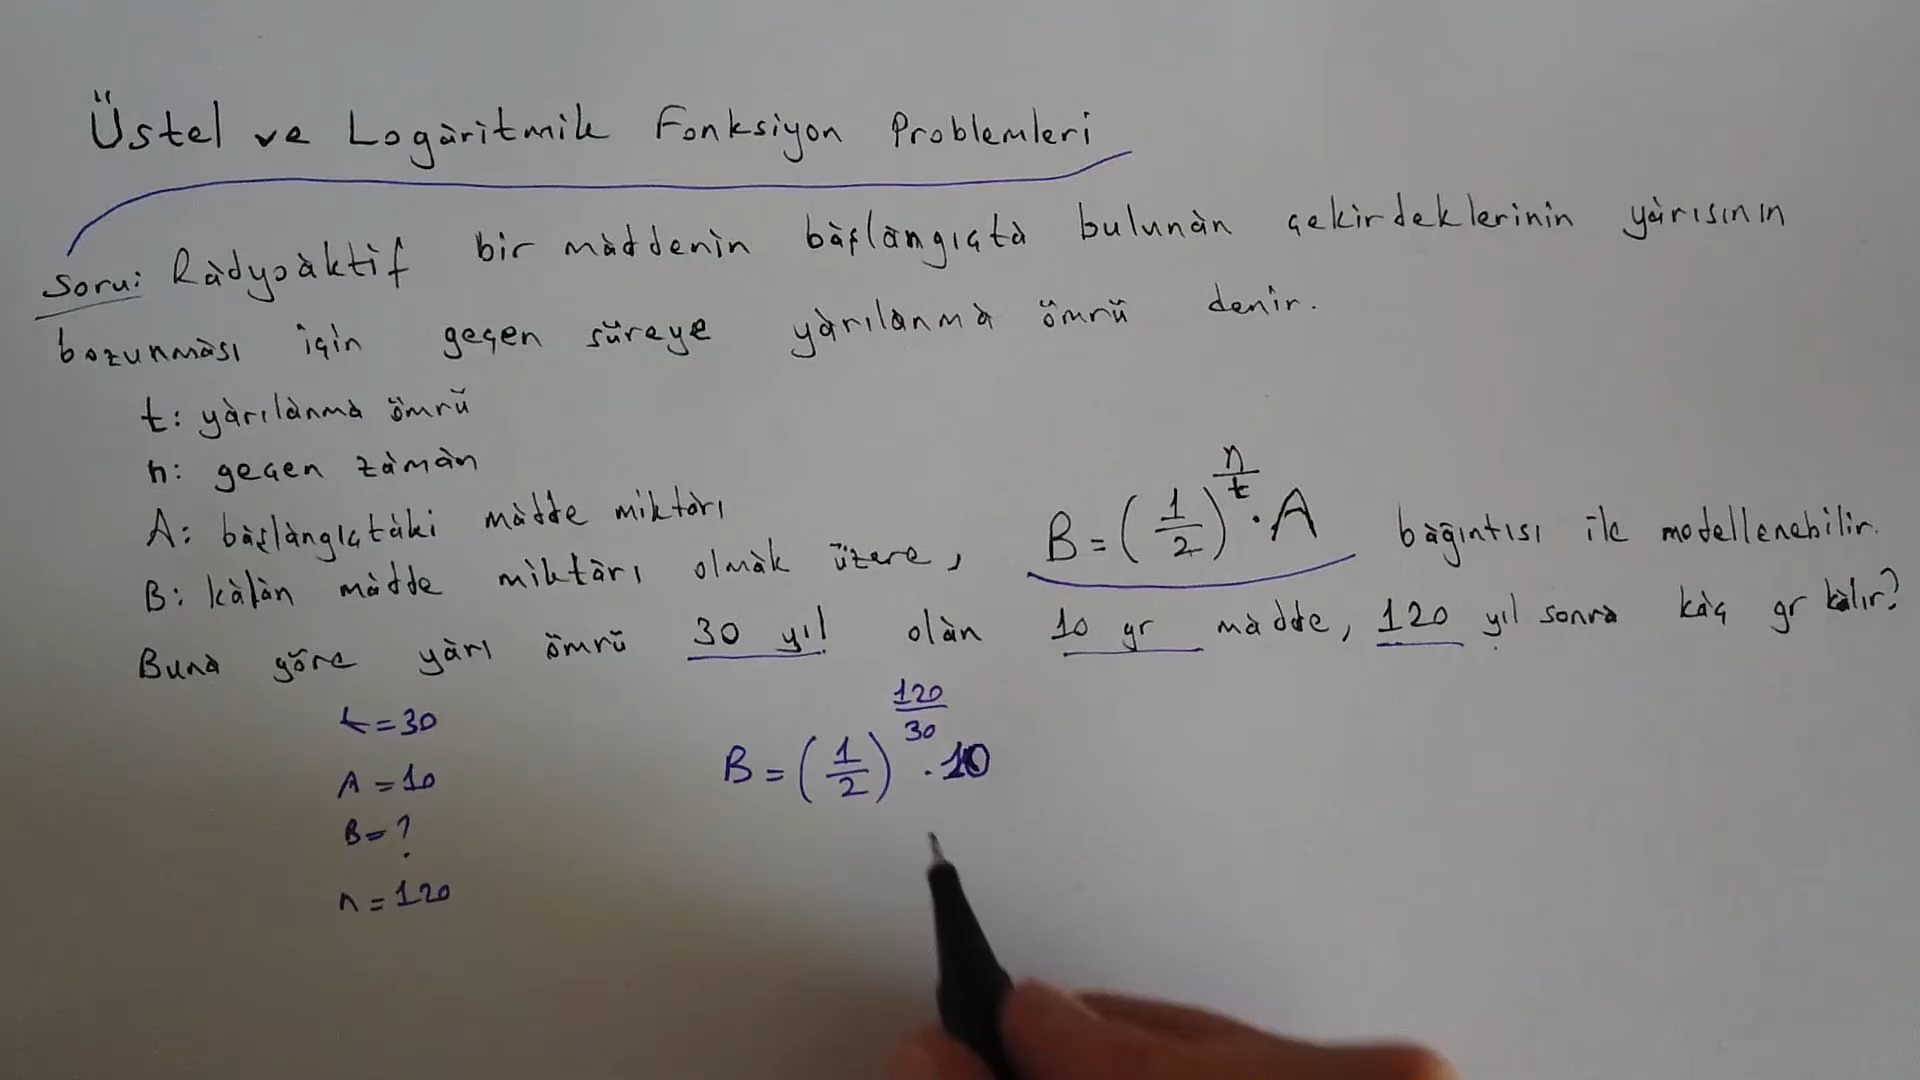 Üstel ve Logaritmik Fonksiyon Problemleri
Soru: Radyoaktif bir maddenin başlangıçta bulunan çekirdeklerinin yarısının
bozunması için geçen süreye yarılanma ömrü denir.
t: yarılanma ömrü
n: geçen zaman
A: başlangıçtaki madde miktarı
B: kalan madde miktarı olmak üzere, B = (1/2)^(n/t) · A bağıntısı ile modellenebilir.
Buna göre yarı ömrü 30 yıl olan 10 gr madde, 120 yıl sonra kaç gr kalır?
t = 30
A = 10
B = ?
n = 120
B = (1/2)^(120/30) · 10